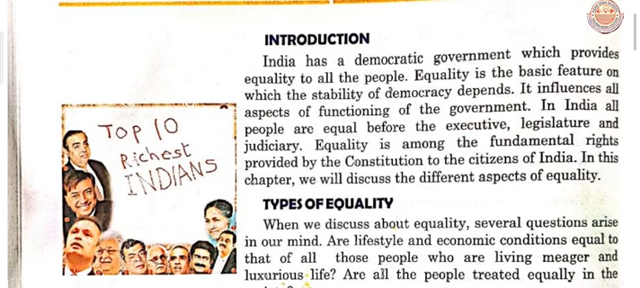 INTRODUCTION
India has a democratic government which provides
equality to all the people. Equality is the basic feature on
which the stability of democracy depends. It influences all
aspects of functioning of the government. In India all
people are equal before the executive, legislature and
judiciary. Equality is among the fundamental rights
provided by the Constitution to the citizens of India. In this
chapter, we will discuss the different aspects of equality.
TOP 10
Richest
INDIANS
TYPES OF EQUALITY
When we discuss about equality, several questions arise
in our mind. Are lifestyle and economic conditions equal to
that of all those people who are living meager and
luxurious life? Are all the people treated equally in the